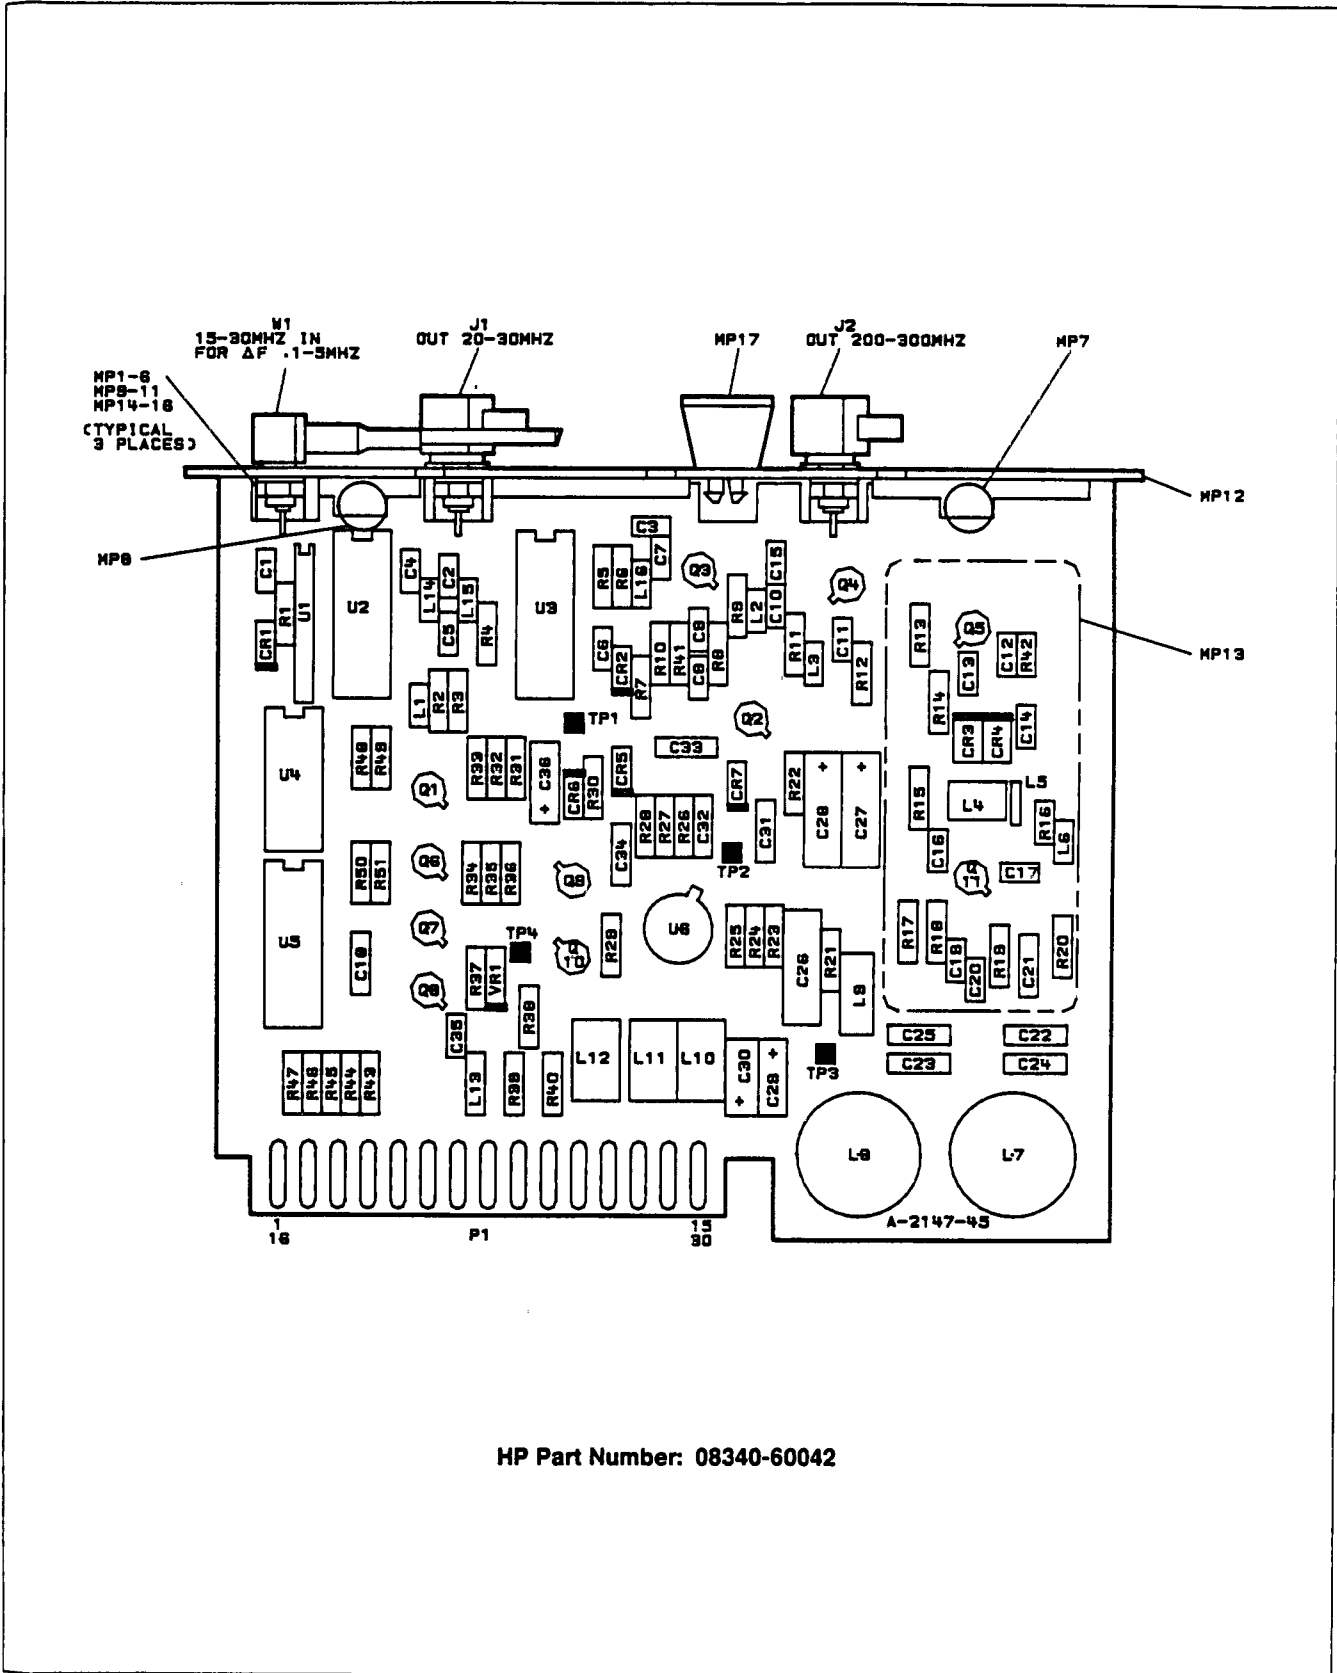 W1
15-30MHZ IN
FOR ΔF .1-5MHZ
J1
OUT 20-30MHZ
MP17
J2
OUT 200-300MHZ
MP7
MP1-6
MP9-11
MP14-16
(TYPICAL
3 PLACES)
MP12
MP8
MP13
C1
R1
U1
CR1
U2
C4
L14
C2
L15
C5
R4
U3
R5
R6
L16
C3
C7
Q3
R9
L2
C10
C15
Q4
C11
R12
R11
L3
C6
CR2
R7
R10
R41
C9
C8
R8
L1
R2
R3
TP1
Q2
C33
R13
Q5
C13
C12
R42
R14
CR3
CR4
C14
U4
R48
R49
Q1
R33
R32
R31
C36
+
CR6
R30
CR5
CR7
R22
C28
+
C27
+
R15
L4
L5
R16
L6
C16
R28
R27
R26
C32
C31
C34
TP2
R50
R51
Q6
R34
R35
R36
Q9
Q
11
C17
U5
C18
Q7
Q8
TP4
Q
10
R29
U6
R25
R24
R23
C26
R21
L9
R17
R18
C19
C20
R19
C21
R20
R37
VR1
R38
C35
L13
R39
R40
L12
L11
L10
C30
+
C29
+
TP3
C25
C22
C23
C24
R47
R46
R45
R44
R43
L8
L7
A-2147-45
1
16
P1
15
30
HP Part Number: 08340-60042